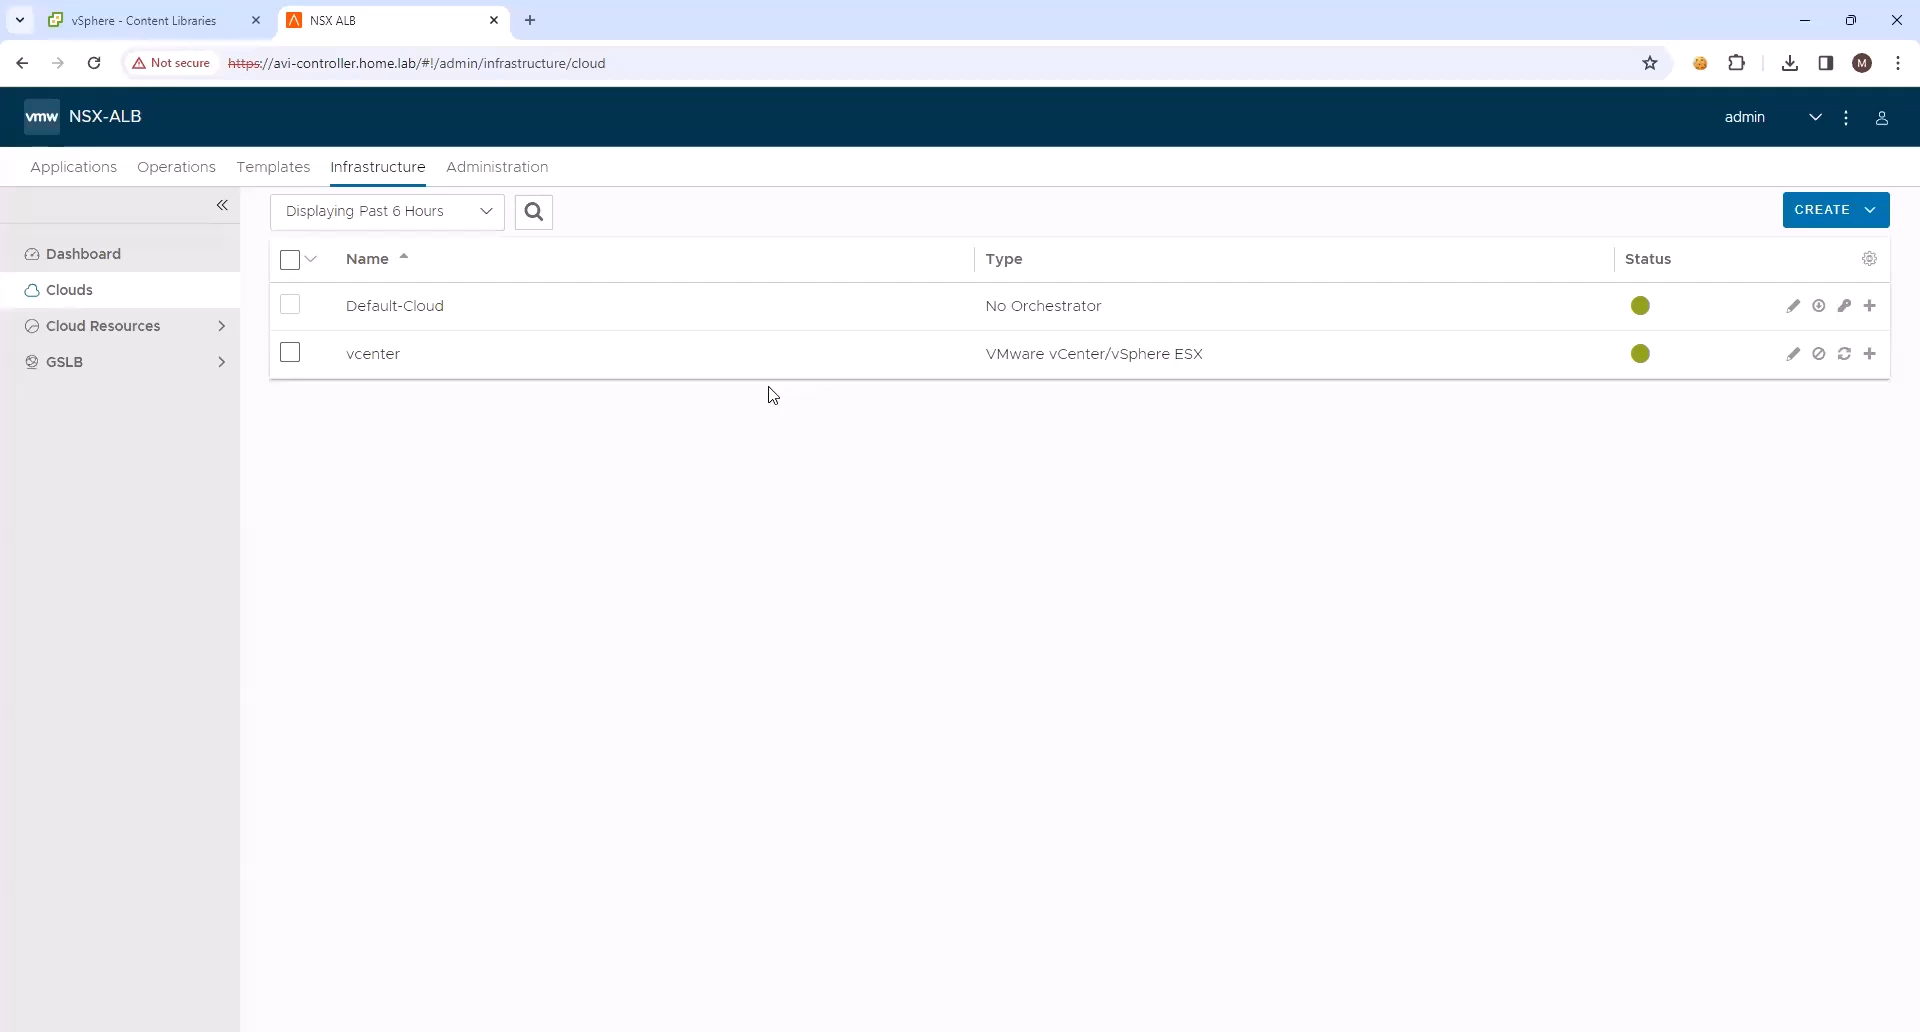 vSphere - Content Libraries
NSX ALB
Not secure
https://avi-controller.home.lab/#!/admin/infrastructure/cloud
M
vmw NSX-ALB
admin
Applications Operations Templates Infrastructure Administration
Displaying Past 6 Hours
CREATE
Dashboard
Clouds
Cloud Resources
GSLB
Name Type Status
Default-Cloud No Orchestrator
vcenter VMware vCenter/vSphere ESX